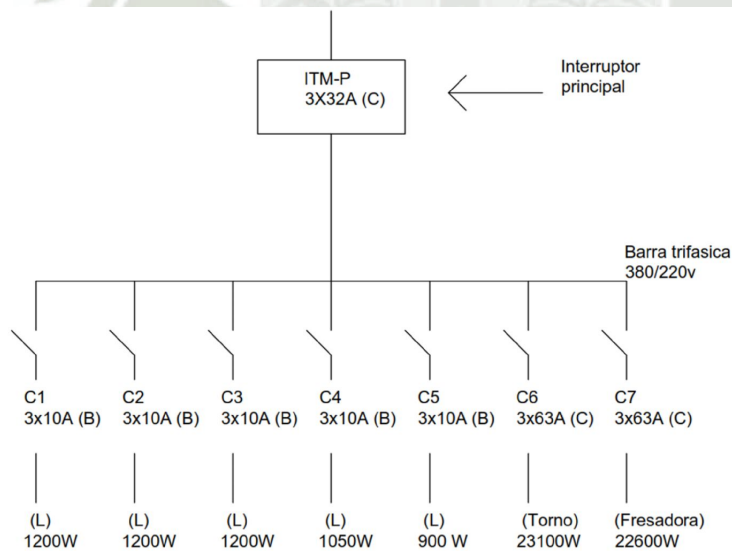 ITM-P
3X32A (C)
Interruptor
principal
Barra trifasica
380/220v
C1
3x10A (B)
C2
3x10A (B)
C3
3x10A (B)
C4
3x10A (B)
C5
3x10A (B)
C6
3x63A (C)
C7
3x63A (C)
(L)
1200W
(L)
1200W
(L)
1200W
(L)
1050W
(L)
900 W
(Torno)
23100W
(Fresadora)
22600W